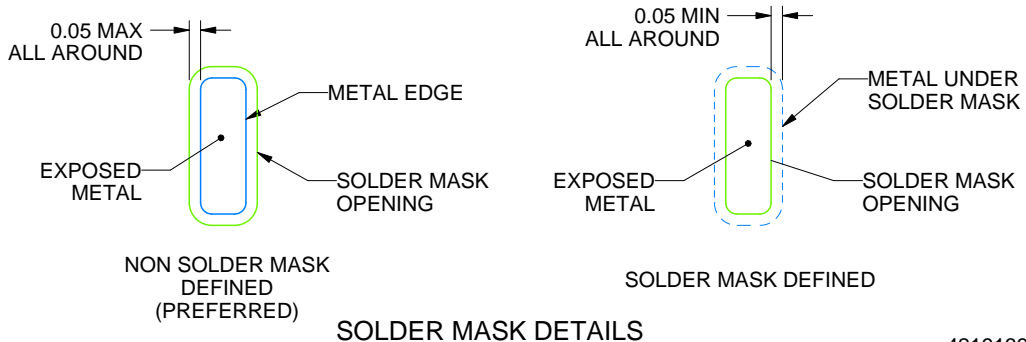 0.05 MAX
ALL AROUND
METAL EDGE
EXPOSED
METAL
SOLDER MASK
OPENING
NON SOLDER MASK
DEFINED
(PREFERRED)
0.05 MIN
ALL AROUND
METAL UNDER
SOLDER MASK
EXPOSED
METAL
SOLDER MASK
OPENING
SOLDER MASK DEFINED
SOLDER MASK DETAILS